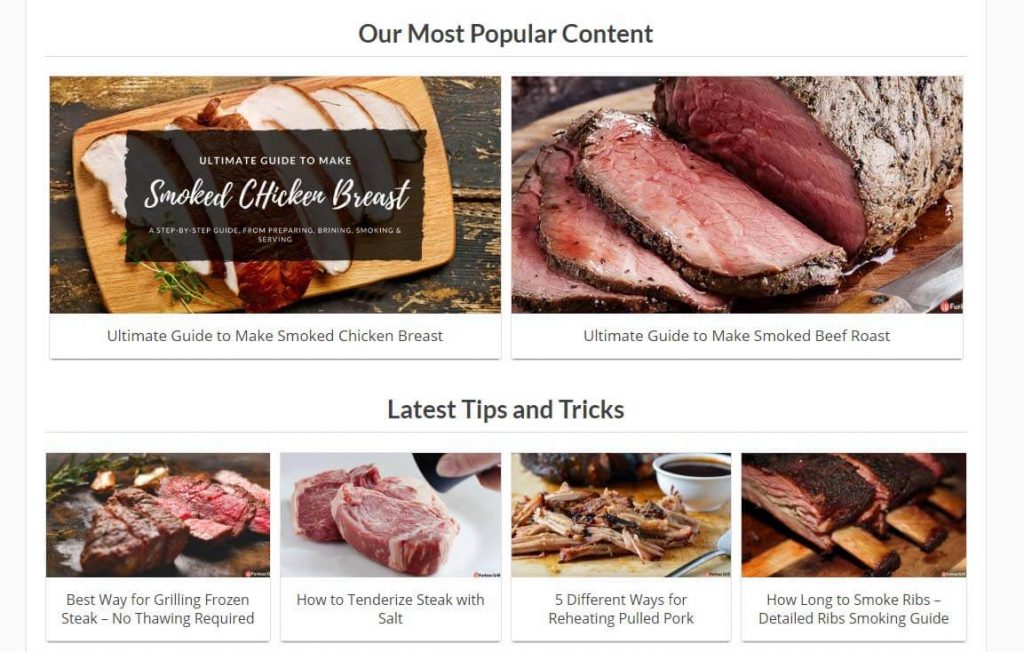 Our Most Popular Content
ULTIMATE GUIDE TO MAKE
Smoked CHicken Breast
A STEP-BY-STEP GUIDE, FROM PREPARING, BRINING, SMOKING &
SERVING
Ultimate Guide to Make Smoked Chicken Breast
Ultimate Guide to Make Smoked Beef Roast
Latest Tips and Tricks
Best Way for Grilling Frozen
Steak – No Thawing Required
How to Tenderize Steak with
Salt
5 Different Ways for
Reheating Pulled Pork
How Long to Smoke Ribs –
Detailed Ribs Smoking Guide